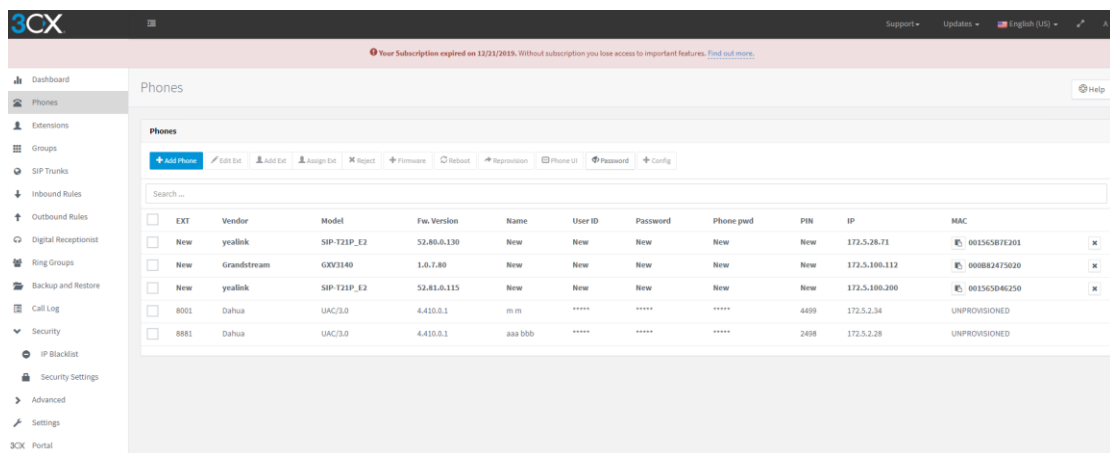 3CX
Support Updates English (US) A
Your Subscription expired on 12/21/2019. Without subscription you lose access to important features. Find out more.
Dashboard
Phones
Extensions
Groups
SIP Trunks
Inbound Rules
Outbound Rules
Digital Receptionist
Ring Groups
Backup and Restore
Call Log
Security
IP Blacklist
Security Settings
Advanced
Settings
3CX Portal
Phones
Help
Phones
Add Phone Edit Ext Add Ext Assign Ext Reject Firmware Reboot Reprovision Phone UI Password Config
Search ...
EXT Vendor Model Fw. Version Name User ID Password Phone pwd PIN IP MAC
New yealink SIP-T21P_E2 52.80.0.130 New New New New New 172.5.28.71 001565B7E201
New Grandstream GXV3140 1.0.7.80 New New New New New 172.5.100.112 000B82475020
New yealink SIP-T21P_E2 52.81.0.115 New New New New New 172.5.100.200 001565D46250
8001 Dahua UAC/3.0 4.410.0.1 m m ***** ***** ***** 4499 172.5.2.34 UNPROVISIONED
8881 Dahua UAC/3.0 4.410.0.1 aaa bbb ***** ***** ***** 2498 172.5.2.28 UNPROVISIONED